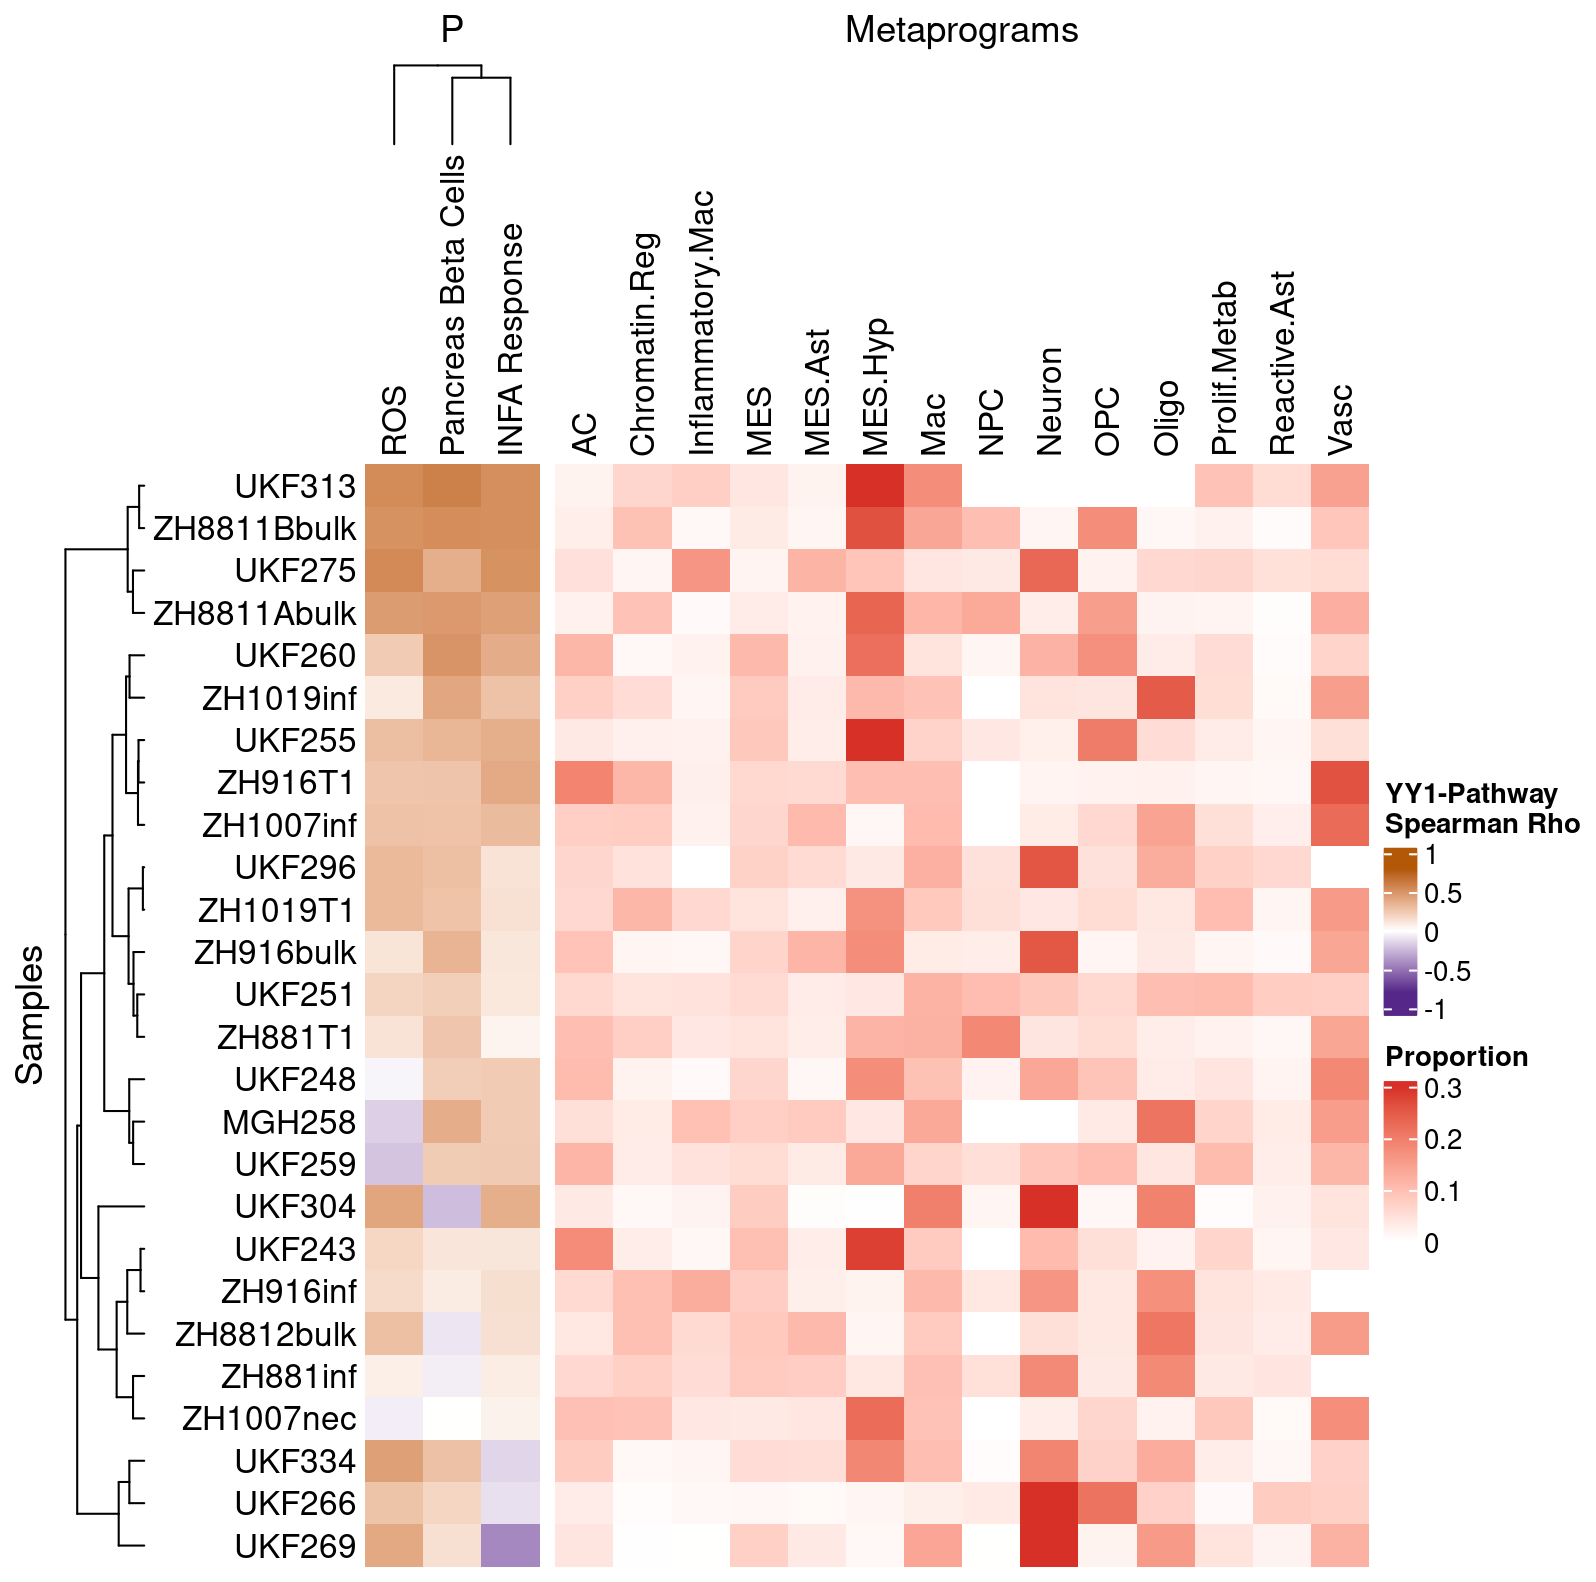 P
Metaprograms
ROS
Pancreas Beta Cells
INFA Response
AC
Chromatin.Reg
Inflammatory.Mac
MES
MES.Ast
MES.Hyp
Mac
NPC
Neuron
OPC
Oligo
Prolif.Metab
Reactive.Ast
Vasc
Samples
UKF313
ZH8811Bbulk
UKF275
ZH8811Abulk
UKF260
ZH1019inf
UKF255
ZH916T1
ZH1007inf
UKF296
ZH1019T1
ZH916bulk
UKF251
ZH881T1
UKF248
MGH258
UKF259
UKF304
UKF243
ZH916inf
ZH8812bulk
ZH881inf
ZH1007nec
UKF334
UKF266
UKF269
YY1-Pathway
Spearman Rho
1
0.5
0
-0.5
-1
Proportion
0.3
0.2
0.1
0